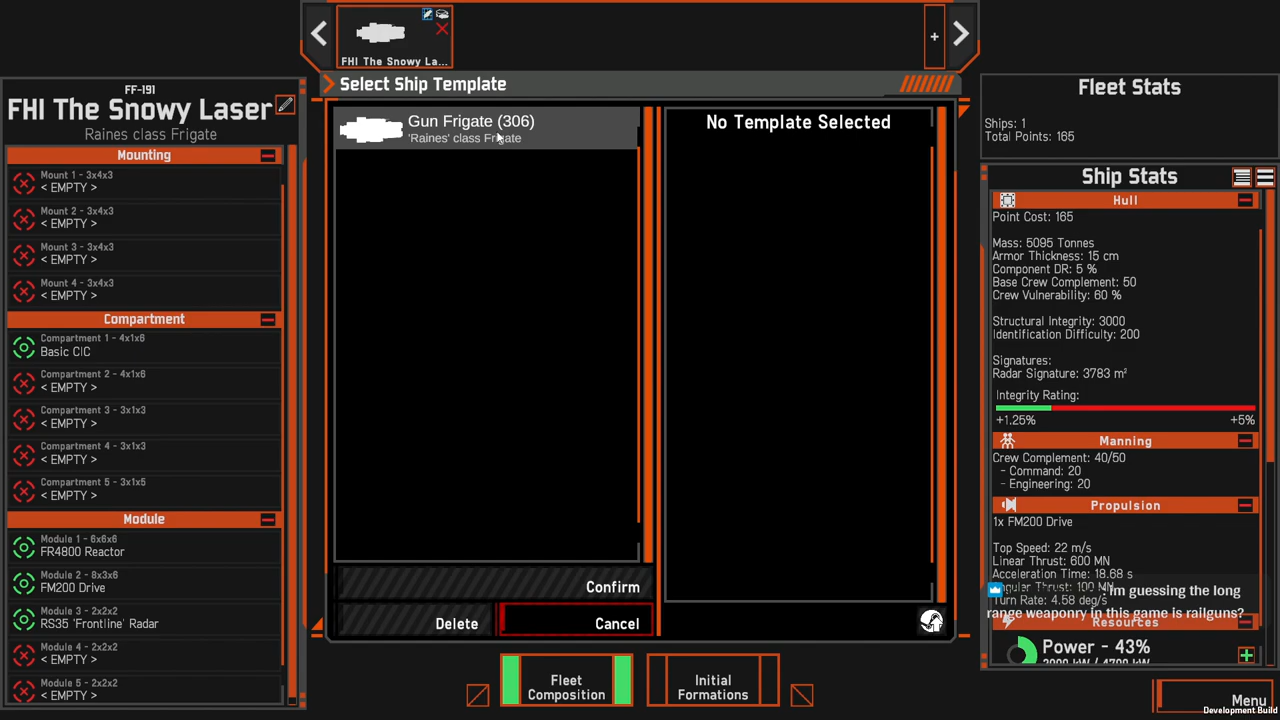 FHI The Snowy La...
+
Select Ship Template
FF-191
FHI The Snowy Laser
Raines class Frigate
Mounting
Mount 1 - 3x4x3
< EMPTY >
Mount 2 - 3x4x3
< EMPTY >
Mount 3 - 3x4x3
< EMPTY >
Mount 4 - 3x4x3
< EMPTY >
Compartment
Compartment 1 - 4x1x6
Basic CIC
Compartment 2 - 4x1x6
< EMPTY >
Compartment 3 - 3x1x3
< EMPTY >
Compartment 4 - 3x1x3
< EMPTY >
Compartment 5 - 3x1x5
< EMPTY >
Module
Module 1 - 6x6x6
FR4800 Reactor
Module 2 - 8x3x6
FM200 Drive
Module 3 - 2x2x2
RS35 'Frontline' Radar
Module 4 - 2x2x2
< EMPTY >
Module 5 - 2x2x2
< EMPTY >
Gun Frigate (306)
'Raines' class Frigate
No Template Selected
Confirm
Delete
Cancel
Fleet
Composition
Initial
Formations
Fleet Stats
Ships: 1
Total Points: 165
Ship Stats
Hull
Point Cost: 165
Mass: 5095 Tonnes
Armor Thickness: 15 cm
Component DR: 5 %
Base Crew Complement: 50
Crew Vulnerability: 60 %
Structural Integrity: 3000
Identification Difficulty: 200
Signatures:
Radar Signature: 3783 m²
Integrity Rating:
+1.25% +5%
Manning
Crew Complement: 40/50
- Command: 20
- Engineering: 20
Propulsion
1x FM200 Drive
Top Speed: 22 m/s
Linear Thrust: 600 MN
Acceleration Time: 18.68 s
Thrust: 100 MN
I'm guessing the long
Turn Rate: 4.58 deg/s
range weaponry in this game is railguns?
Resources
Power - 43%
Menu
Development Build